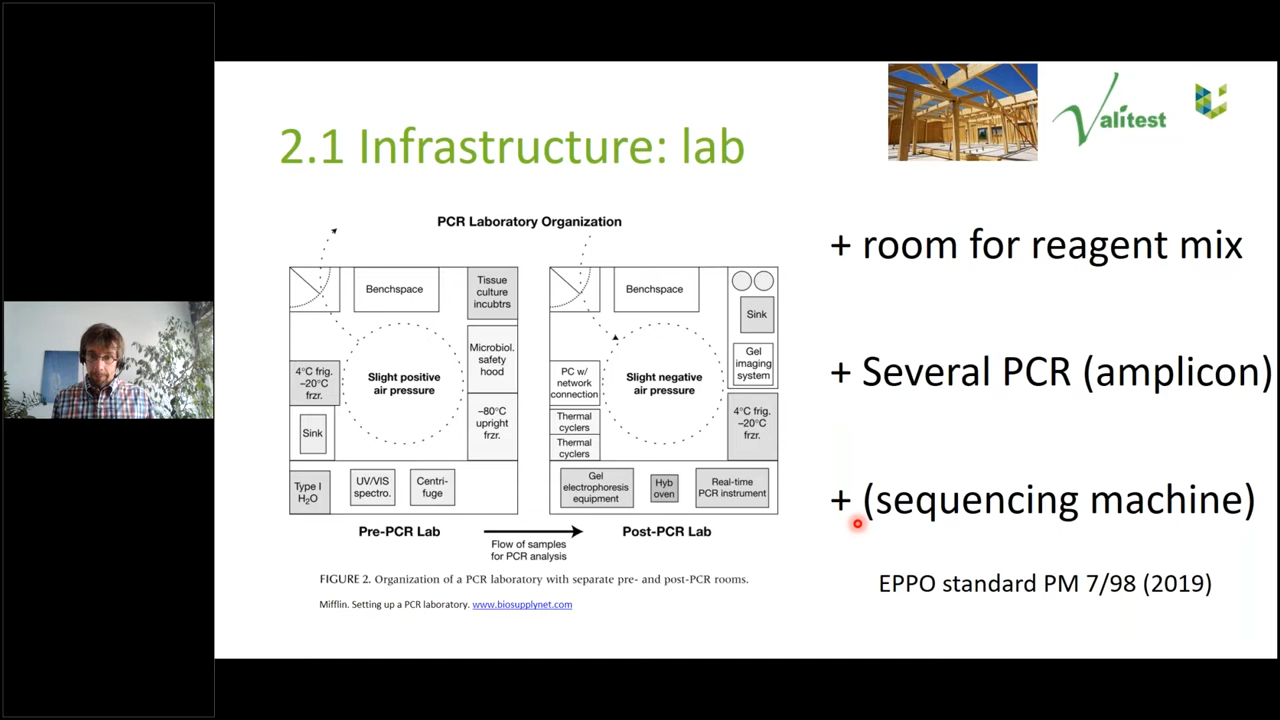 2.1 Infrastructure: lab
Valitest
PCR Laboratory Organization
Benchspace
Tissue
culture
incubtrs
Microbiol.
safety
hood
4°C frig.
–20°C
frzr.
Slight positive
air pressure
–80°C
upright
frzr.
Sink
Type I
H2O
UV/VIS
spectro.
Centri-
fuge
Pre-PCR Lab
Benchspace
Sink
Gel
imaging
system
PC w/
network
connection
Slight negative
air pressure
Thermal
cyclers
Thermal
cyclers
4°C frig.
–20°C
frzr.
Gel
electrophoresis
equipment
Hyb
oven
Real-time
PCR instrument
Post-PCR Lab
Flow of samples
for PCR analysis
FIGURE 2. Organization of a PCR laboratory with separate pre- and post-PCR rooms.
Mifflin. Setting up a PCR laboratory. www.biosupplynet.com
+ room for reagent mix
+ Several PCR (amplicon)
+ (sequencing machine)
EPPO standard PM 7/98 (2019)